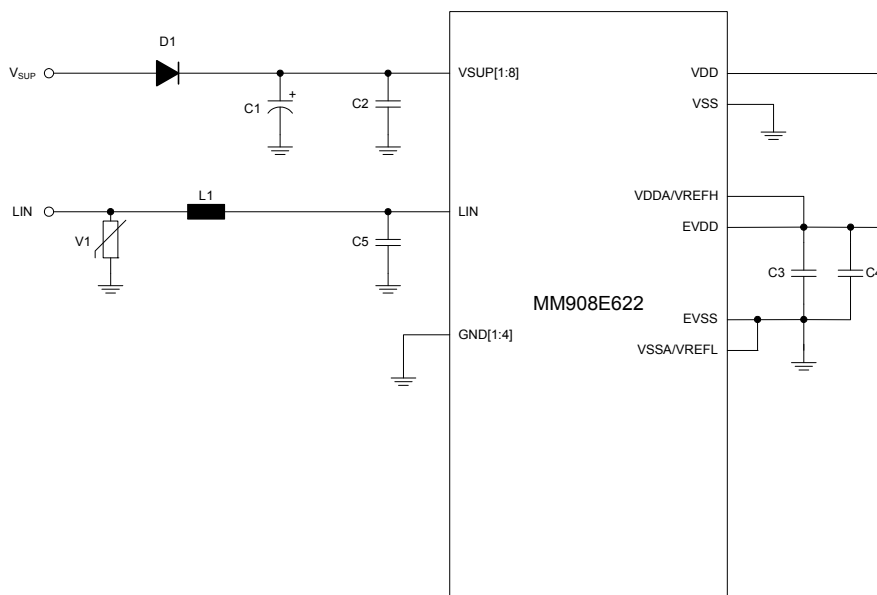 D1
VSUP
C1
+
C2
VSUP[1:8]
VDD
VSS
LIN
L1
V1
C5
LIN
VDDA/VREFH
EVDD
C3
C4
MM908E622
EVSS
GND[1:4]
VSSA/VREFL